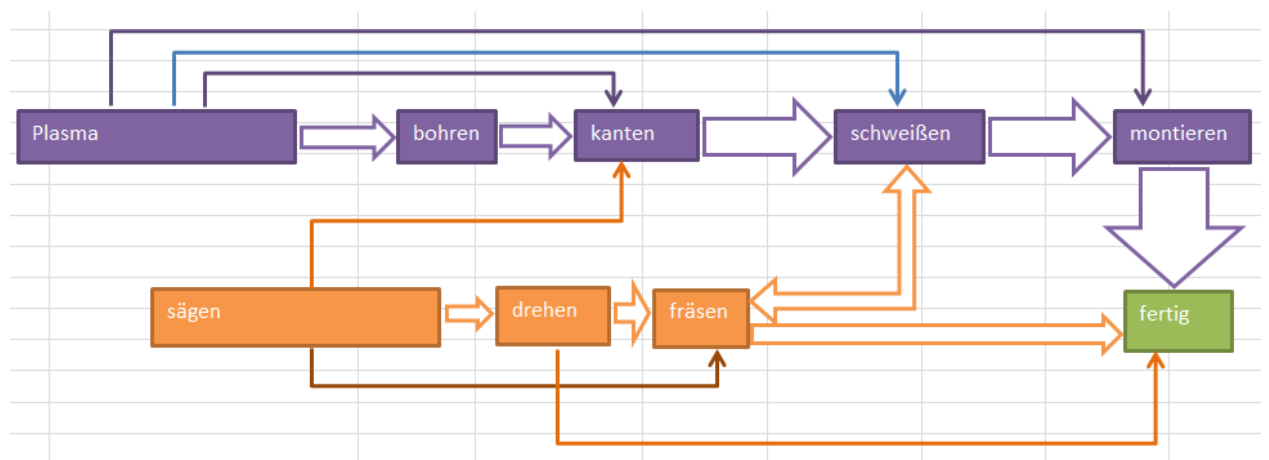 Plasma
bohren
kanten
schweißen
montieren
sägen
drehen
fräsen
fertig